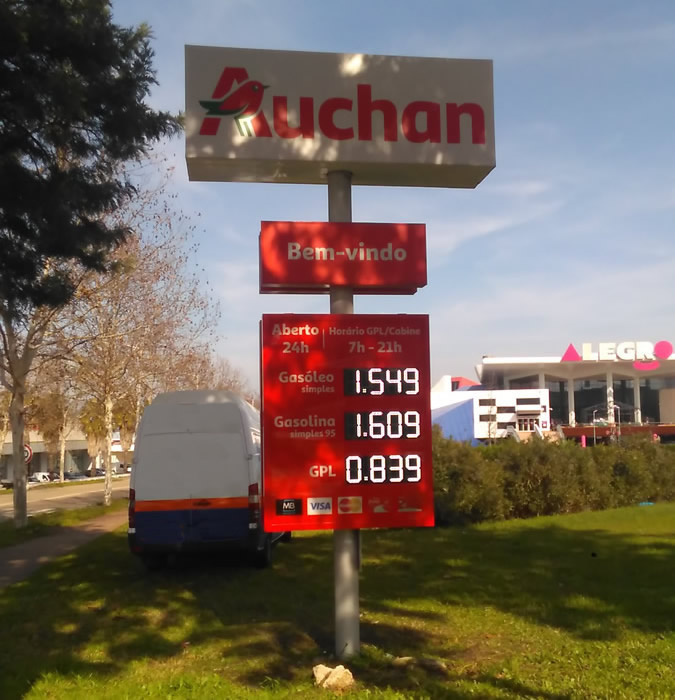 Auchan
Bem-vindo
Aberto
24h
Horário GPL/Cabine
7h - 21h
Gasóleo
simples
1.549
Gasolina
simples 95
1.609
GPL
0.839
MB
VISA
ALEGRO